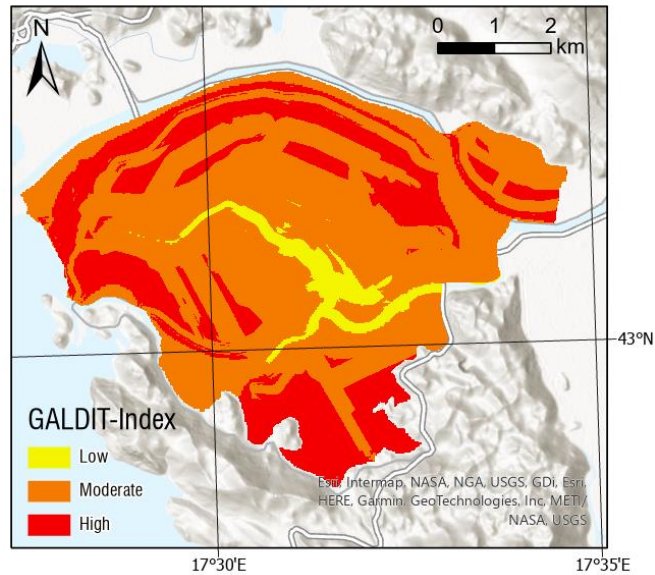 N
0 1 2
km
43°N
GALDIT-Index
Low
Moderate
High
Esri, Intermap, NASA, NGA, USGS, GDi, Esri,
HERE, Garmin, GeoTechnologies, Inc, METI/
NASA, USGS
17°30'E
17°35'E